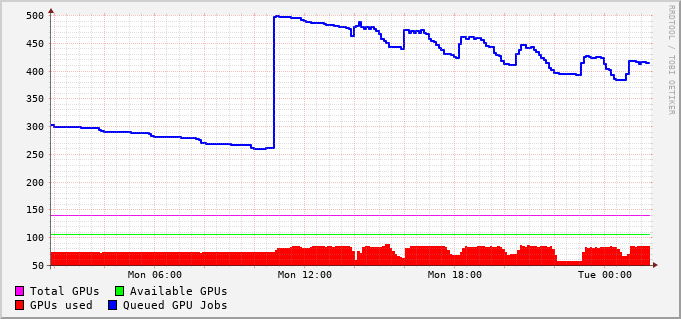 500
450
400
350
300
250
200
150
100
50
Mon 06:00 Mon 12:00 Mon 18:00 Tue 00:00
Total GPUs Available GPUs
GPUs used Queued GPU Jobs
RRDTOOL / TOBI OETIKER